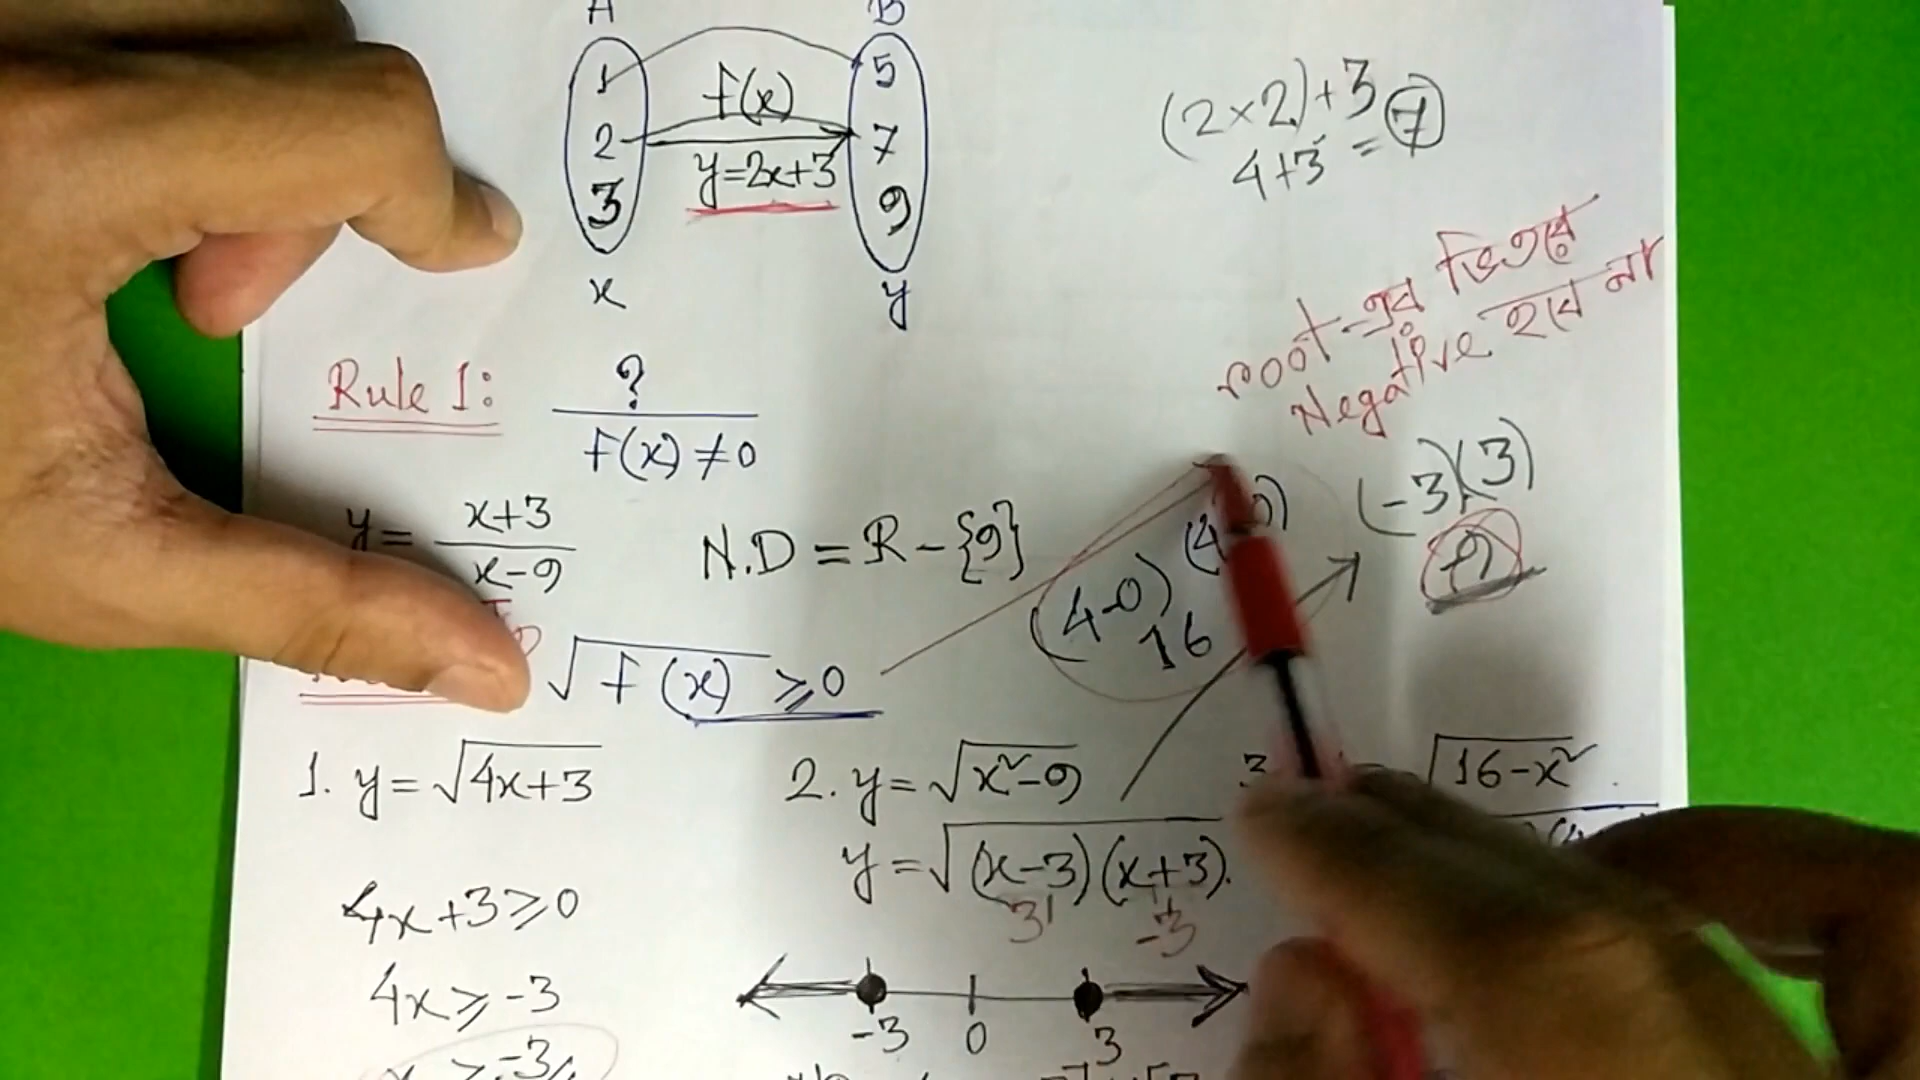 A B
1 f(x) 5
2 7
y=2x+3
3 9
x y
(2×2)+3
4+3 = 7
root-এর ভিতরে
Negative হবে না
Rule 1: ?
f(x) ≠ 0
y = x+3
x-9
N.D = R - {9}
(-3)(3)
(4-0)
16
√f(x) ≥ 0
1. y = √4x+3
2. y = √x²-9
3 √16-x²
y = √(x-3)(x+3).
3 -3
4x+3 ≥ 0
4x ≥ -3
-3 0 3